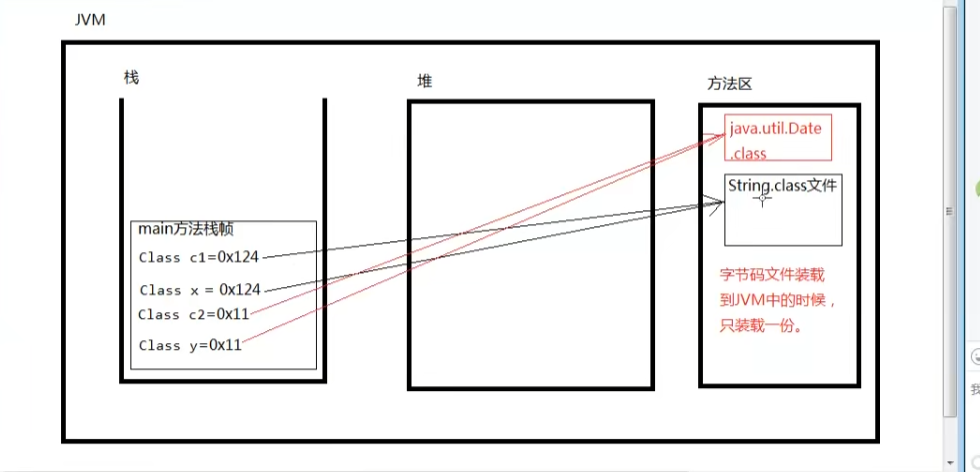 JVM
栈
堆
方法区
java.util.Date
.class
String.class文件
main方法栈帧
Class c1=0x124
Class x = 0x124
Class c2=0x11
Class y=0x11
字节码文件装载
到JVM中的时候，
只装载一份。
我